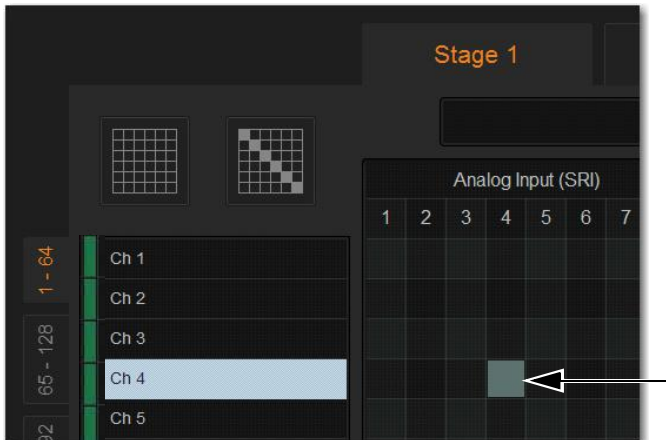 Stage 1
Analog Input (SRI)
1 2 3 4 5 6 7
1 - 64
Ch 1
Ch 2
65 - 128
Ch 3
Ch 4
92
Ch 5